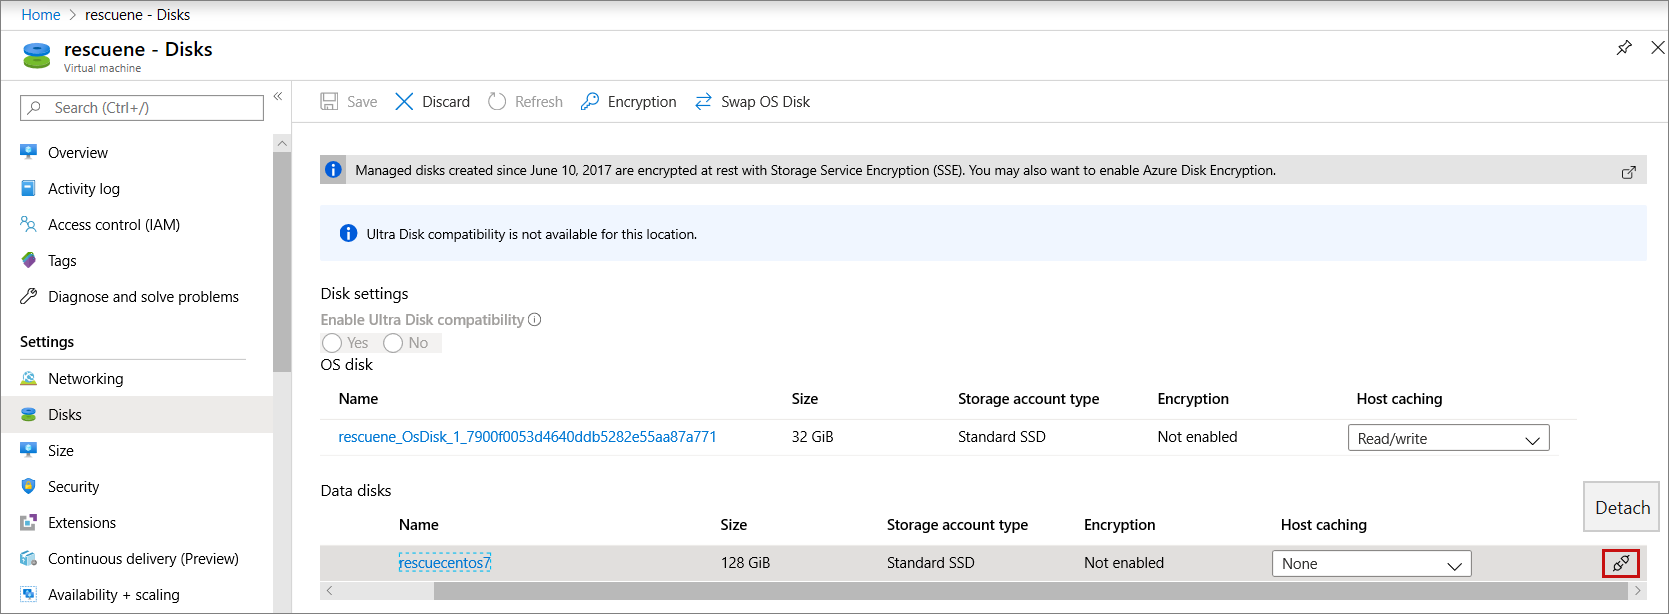 Home > rescuene - Disks
rescuene - Disks
Virtual machine
Search (Ctrl+/)
«
Overview
Activity log
Access control (IAM)
Tags
Diagnose and solve problems
Settings
Networking
Disks
Size
Security
Extensions
Continuous delivery (Preview)
Availability + scaling
Save Discard Refresh Encryption Swap OS Disk
Managed disks created since June 10, 2017 are encrypted at rest with Storage Service Encryption (SSE). You may also want to enable Azure Disk Encryption.
Ultra Disk compatibility is not available for this location.
Disk settings
Enable Ultra Disk compatibility
Yes No
OS disk
Name Size Storage account type Encryption Host caching
rescuene_OsDisk_1_7900f0053d4640ddb5282e55aa87a771 32 GiB Standard SSD Not enabled Read/write
Data disks
Detach
Name Size Storage account type Encryption Host caching
rescuecentos7 128 GiB Standard SSD Not enabled None